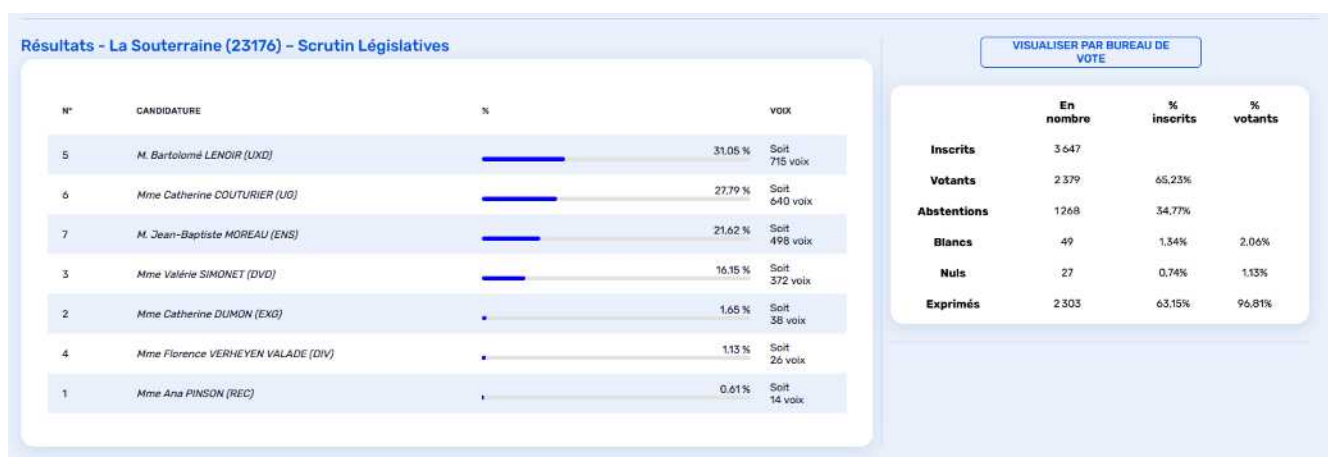 Résultats - La Souterraine (23176) – Scrutin Législatives
N° CANDIDATURE % VOIX
5 M. Bartolomé LENOIR (UXD) 31,05 % Soit
715 voix
6 Mme Catherine COUTURIER (UG) 27,79 % Soit
640 voix
7 M. Jean-Baptiste MOREAU (ENS) 21,62 % Soit
498 voix
3 Mme Valérie SIMONET (DVD) 16,15 % Soit
372 voix
2 Mme Catherine DUMON (EXG) 1,65 % Soit
38 voix
4 Mme Florence VERHEYEN VALADE (DIV) 1,13 % Soit
26 voix
1 Mme Ana PINSON (REC) 0,61 % Soit
14 voix
VISUALISER PAR BUREAU DE
VOTE
En % %
nombre inscrits votants
Inscrits 3 647
Votants 2 379 65,23%
Abstentions 1 268 34,77%
Blancs 49 1,34% 2,06%
Nuls 27 0,74% 1,13%
Exprimés 2 303 63,15% 96,81%